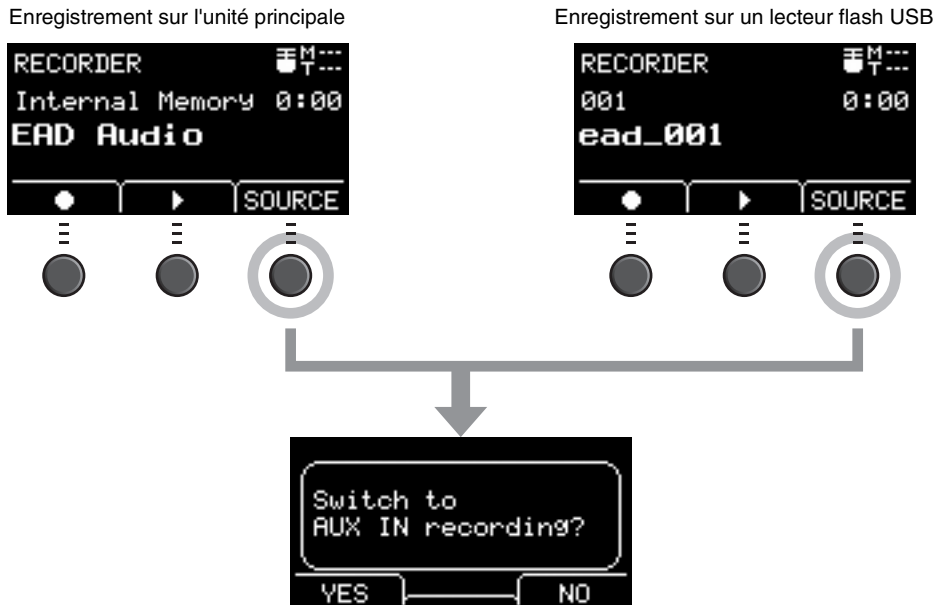 Enregistrement sur l'unité principale
RECORDER M---
T---
Internal Memory 0:00
EAD Audio
SOURCE
Enregistrement sur un lecteur flash USB
RECORDER M---
T---
001 0:00
ead_001
SOURCE
Switch to
AUX IN recording?
YES NO